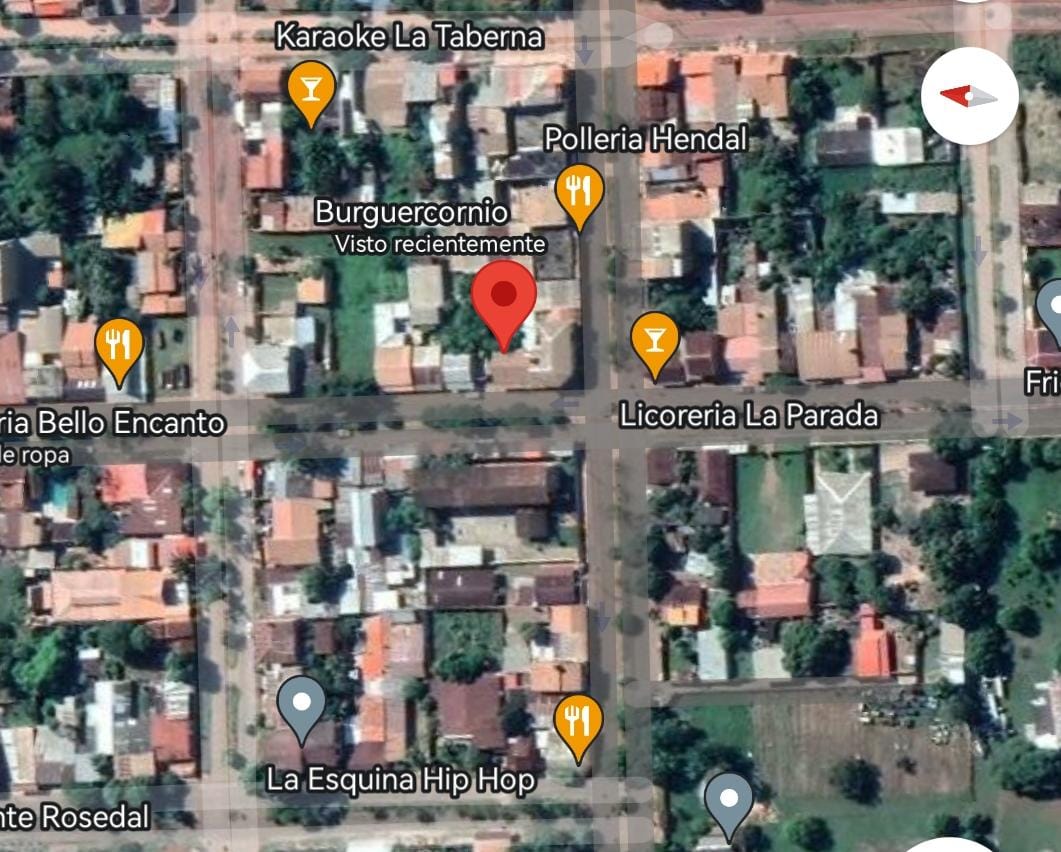 Karaoke La Taberna
Polleria Hendal
Burguercornio
Visto recientemente
Licoreria La Parada
Fri
ria Bello Encanto
de ropa
La Esquina Hip Hop
nte Rosedal